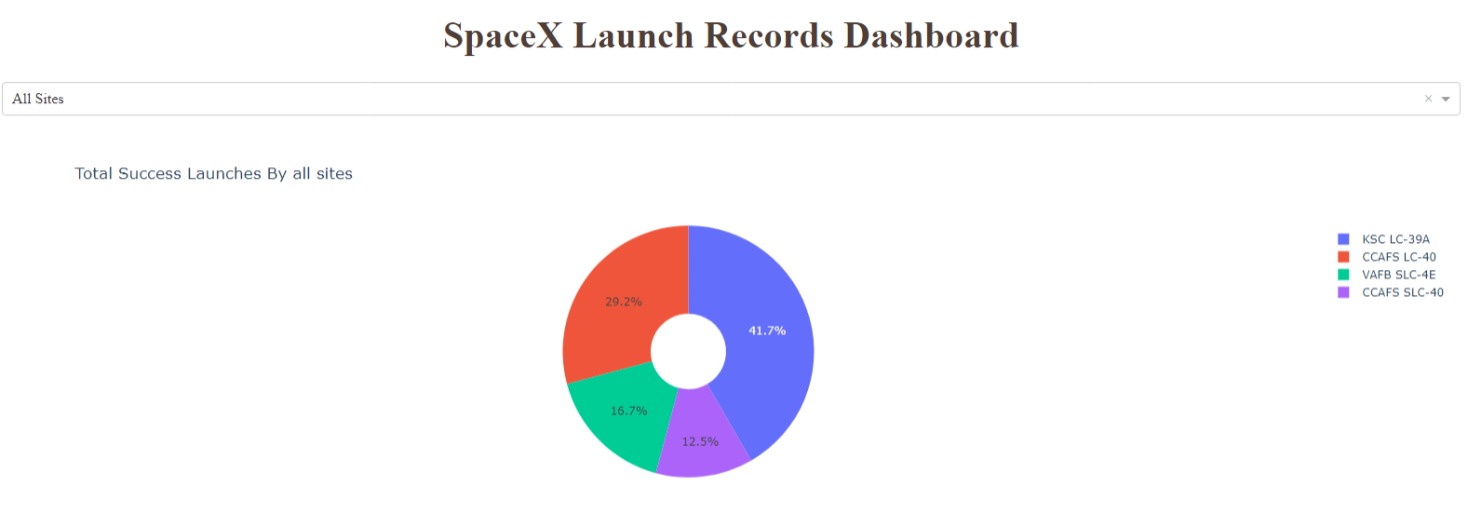 SpaceX Launch Records Dashboard
All Sites
×
Total Success Launches By all sites
KSC LC-39A
CCAFS LC-40
VAFB SLC-4E
CCAFS SLC-40
29.2%
41.7%
16.7%
12.5%